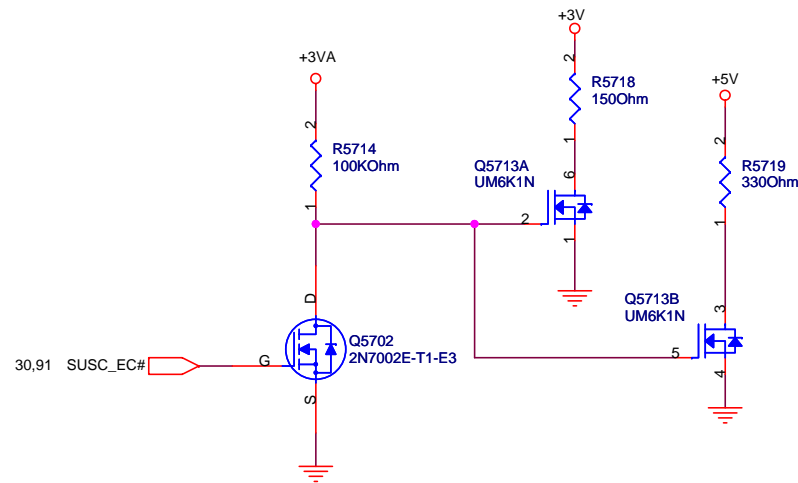 +3V
+3VA
2
R5718
150Ohm
+5V
2
R5714
100KOhm
1
2
Q5713A
UM6K1N
6
R5719
330Ohm
1
2
1
1
D
Q5713B
UM6K1N
3
Q5702
2N7002E-T1-E3
5
30,91 SUSC_EC#
G
4
S